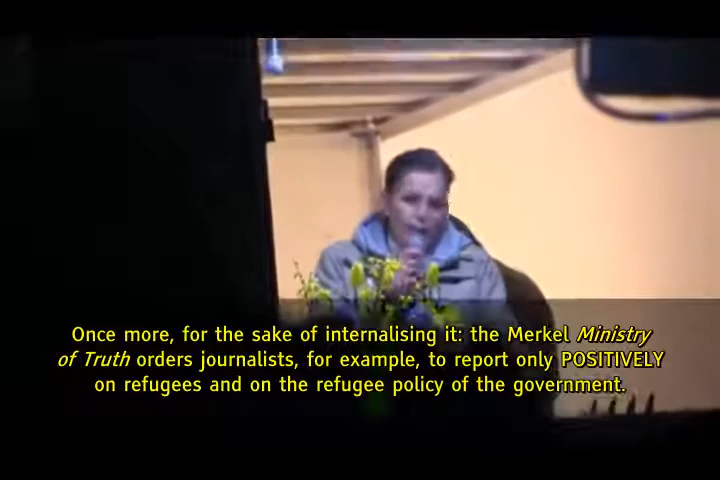 Once more, for the sake of internalising it: the Merkel Ministry
of Truth orders journalists, for example, to report only POSITIVELY
on refugees and on the refugee policy of the government.